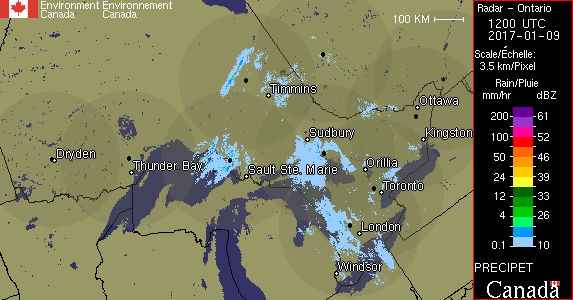 Environment Environnement
Canada Canada
100 KM
Timmins
Ottawa
Sudbury
Kingston
Dryden
Thunder Bay
Sault Ste. Marie
Orillia
Toronto
London
Windsor
Radar - Ontario
1200 UTC
2017-01-09
Scale/Échelle:
3.5 km/Pixel
Rain/Pluie
mm/hr dBZ
200 61
100 52
50 46
24 39
12 33
4 26
0.1 10
PRECIPET
Canada